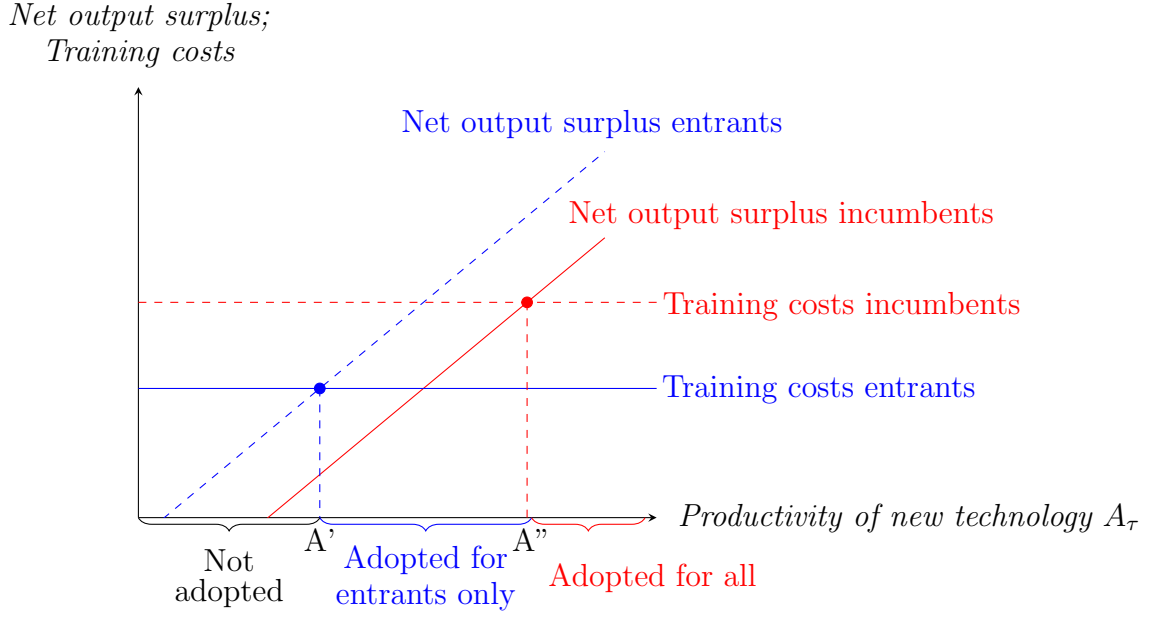 Net output surplus;
Training costs
Net output surplus entrants
Net output surplus incumbents
Training costs incumbents
Training costs entrants
Productivity of new technology Aτ
A'
A''
Not
adopted
Adopted for
entrants only
Adopted for all